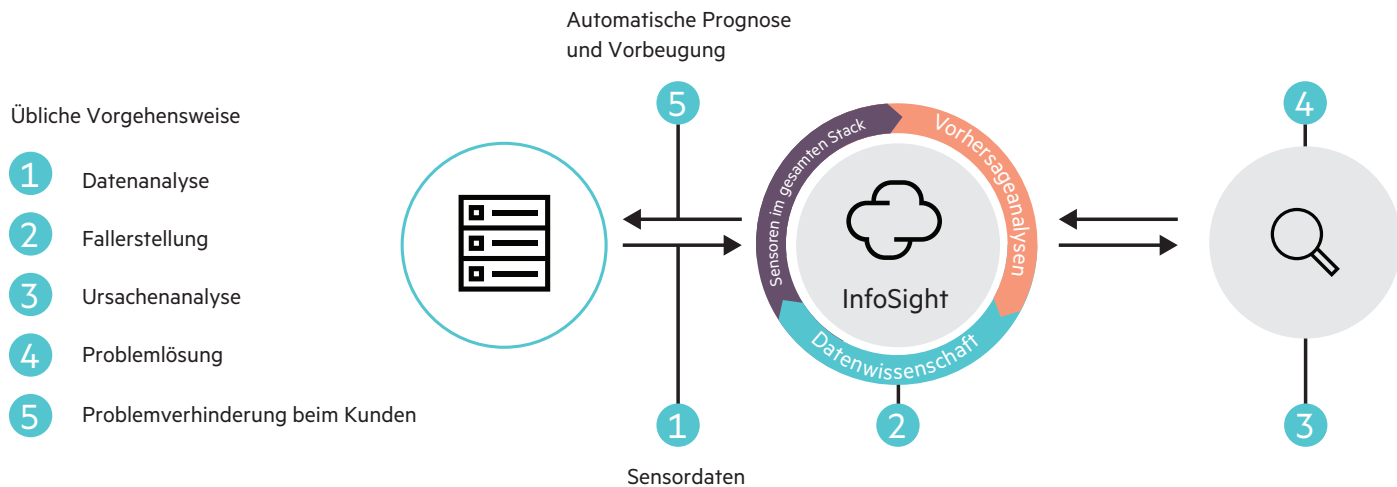 Automatische Prognose
und Vorbeugung
Übliche Vorgehensweise
1 Datenanalyse
2 Fallerstellung
3 Ursachenanalyse
4 Problemlösung
5 Problemverhinderung beim Kunden
5
1
Sensordaten
Sensoren im gesamten Stack
Vorhersageanalysen
Datenwissenschaft
InfoSight
2
4
3